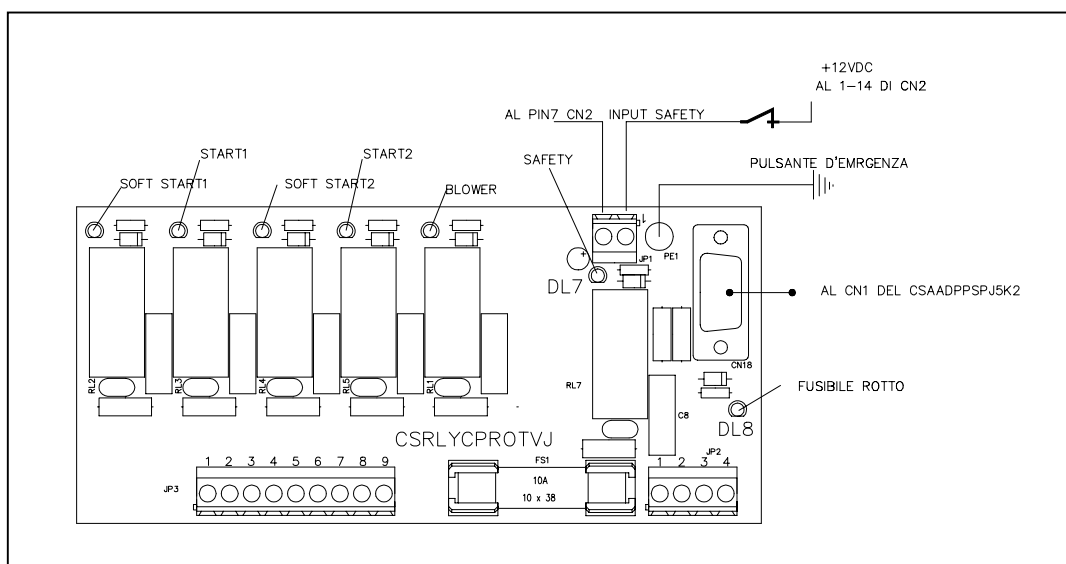 +12VDC
AL 1-14 DI CN2
AL PIN7 CN2
INPUT SAFETY
START1
START2
SAFETY
PULSANTE D'EMRGENZA
SOFT START1
SOFT START2
BLOWER
1
JP1
PE1
DL7
AL CN1 DEL CSAADPPSPJ5K2
CN18
RL2
RL3
RL4
RL5
RL1
RL7
FUSIBILE ROTTO
C8
DL8
CSRLYCPROTVJ
JP3
1 2 3 4 5 6 7 8 9
FS1
10A
10 x 38
JP2
1 2 3 4